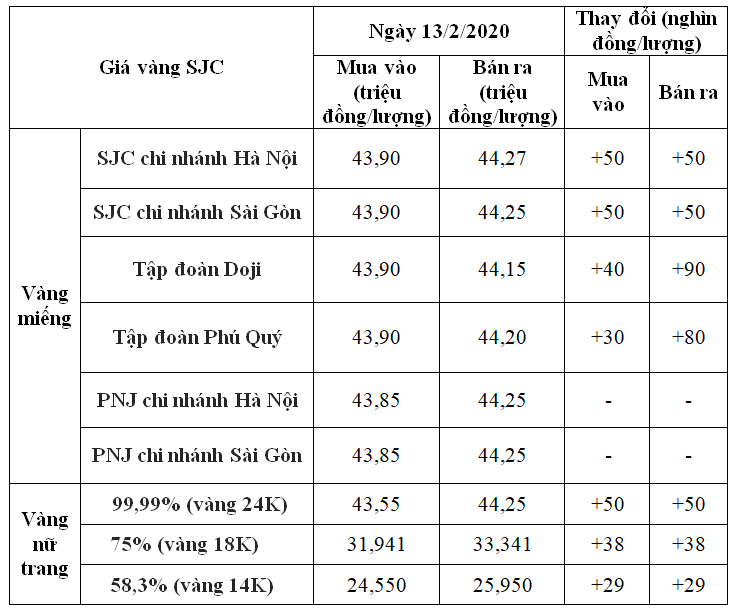 Giá vàng SJC
Ngày 13/2/2020
Thay đổi (nghìn
đồng/lượng)
Mua vào
(triệu
đồng/lượng)
Bán ra
(triệu
đồng/lượng)
Mua
vào
Bán ra
Vàng
miếng
SJC chi nhánh Hà Nội 43,90 44,27 +50 +50
SJC chi nhánh Sài Gòn 43,90 44,25 +50 +50
Tập đoàn Doji 43,90 44,15 +40 +90
Tập đoàn Phú Quý 43,90 44,20 +30 +80
PNJ chi nhánh Hà Nội 43,85 44,25 - -
PNJ chi nhánh Sài Gòn 43,85 44,25 - -
Vàng
nữ
trang
99,99% (vàng 24K) 43,55 44,25 +50 +50
75% (vàng 18K) 31,941 33,341 +38 +38
58,3% (vàng 14K) 24,550 25,950 +29 +29